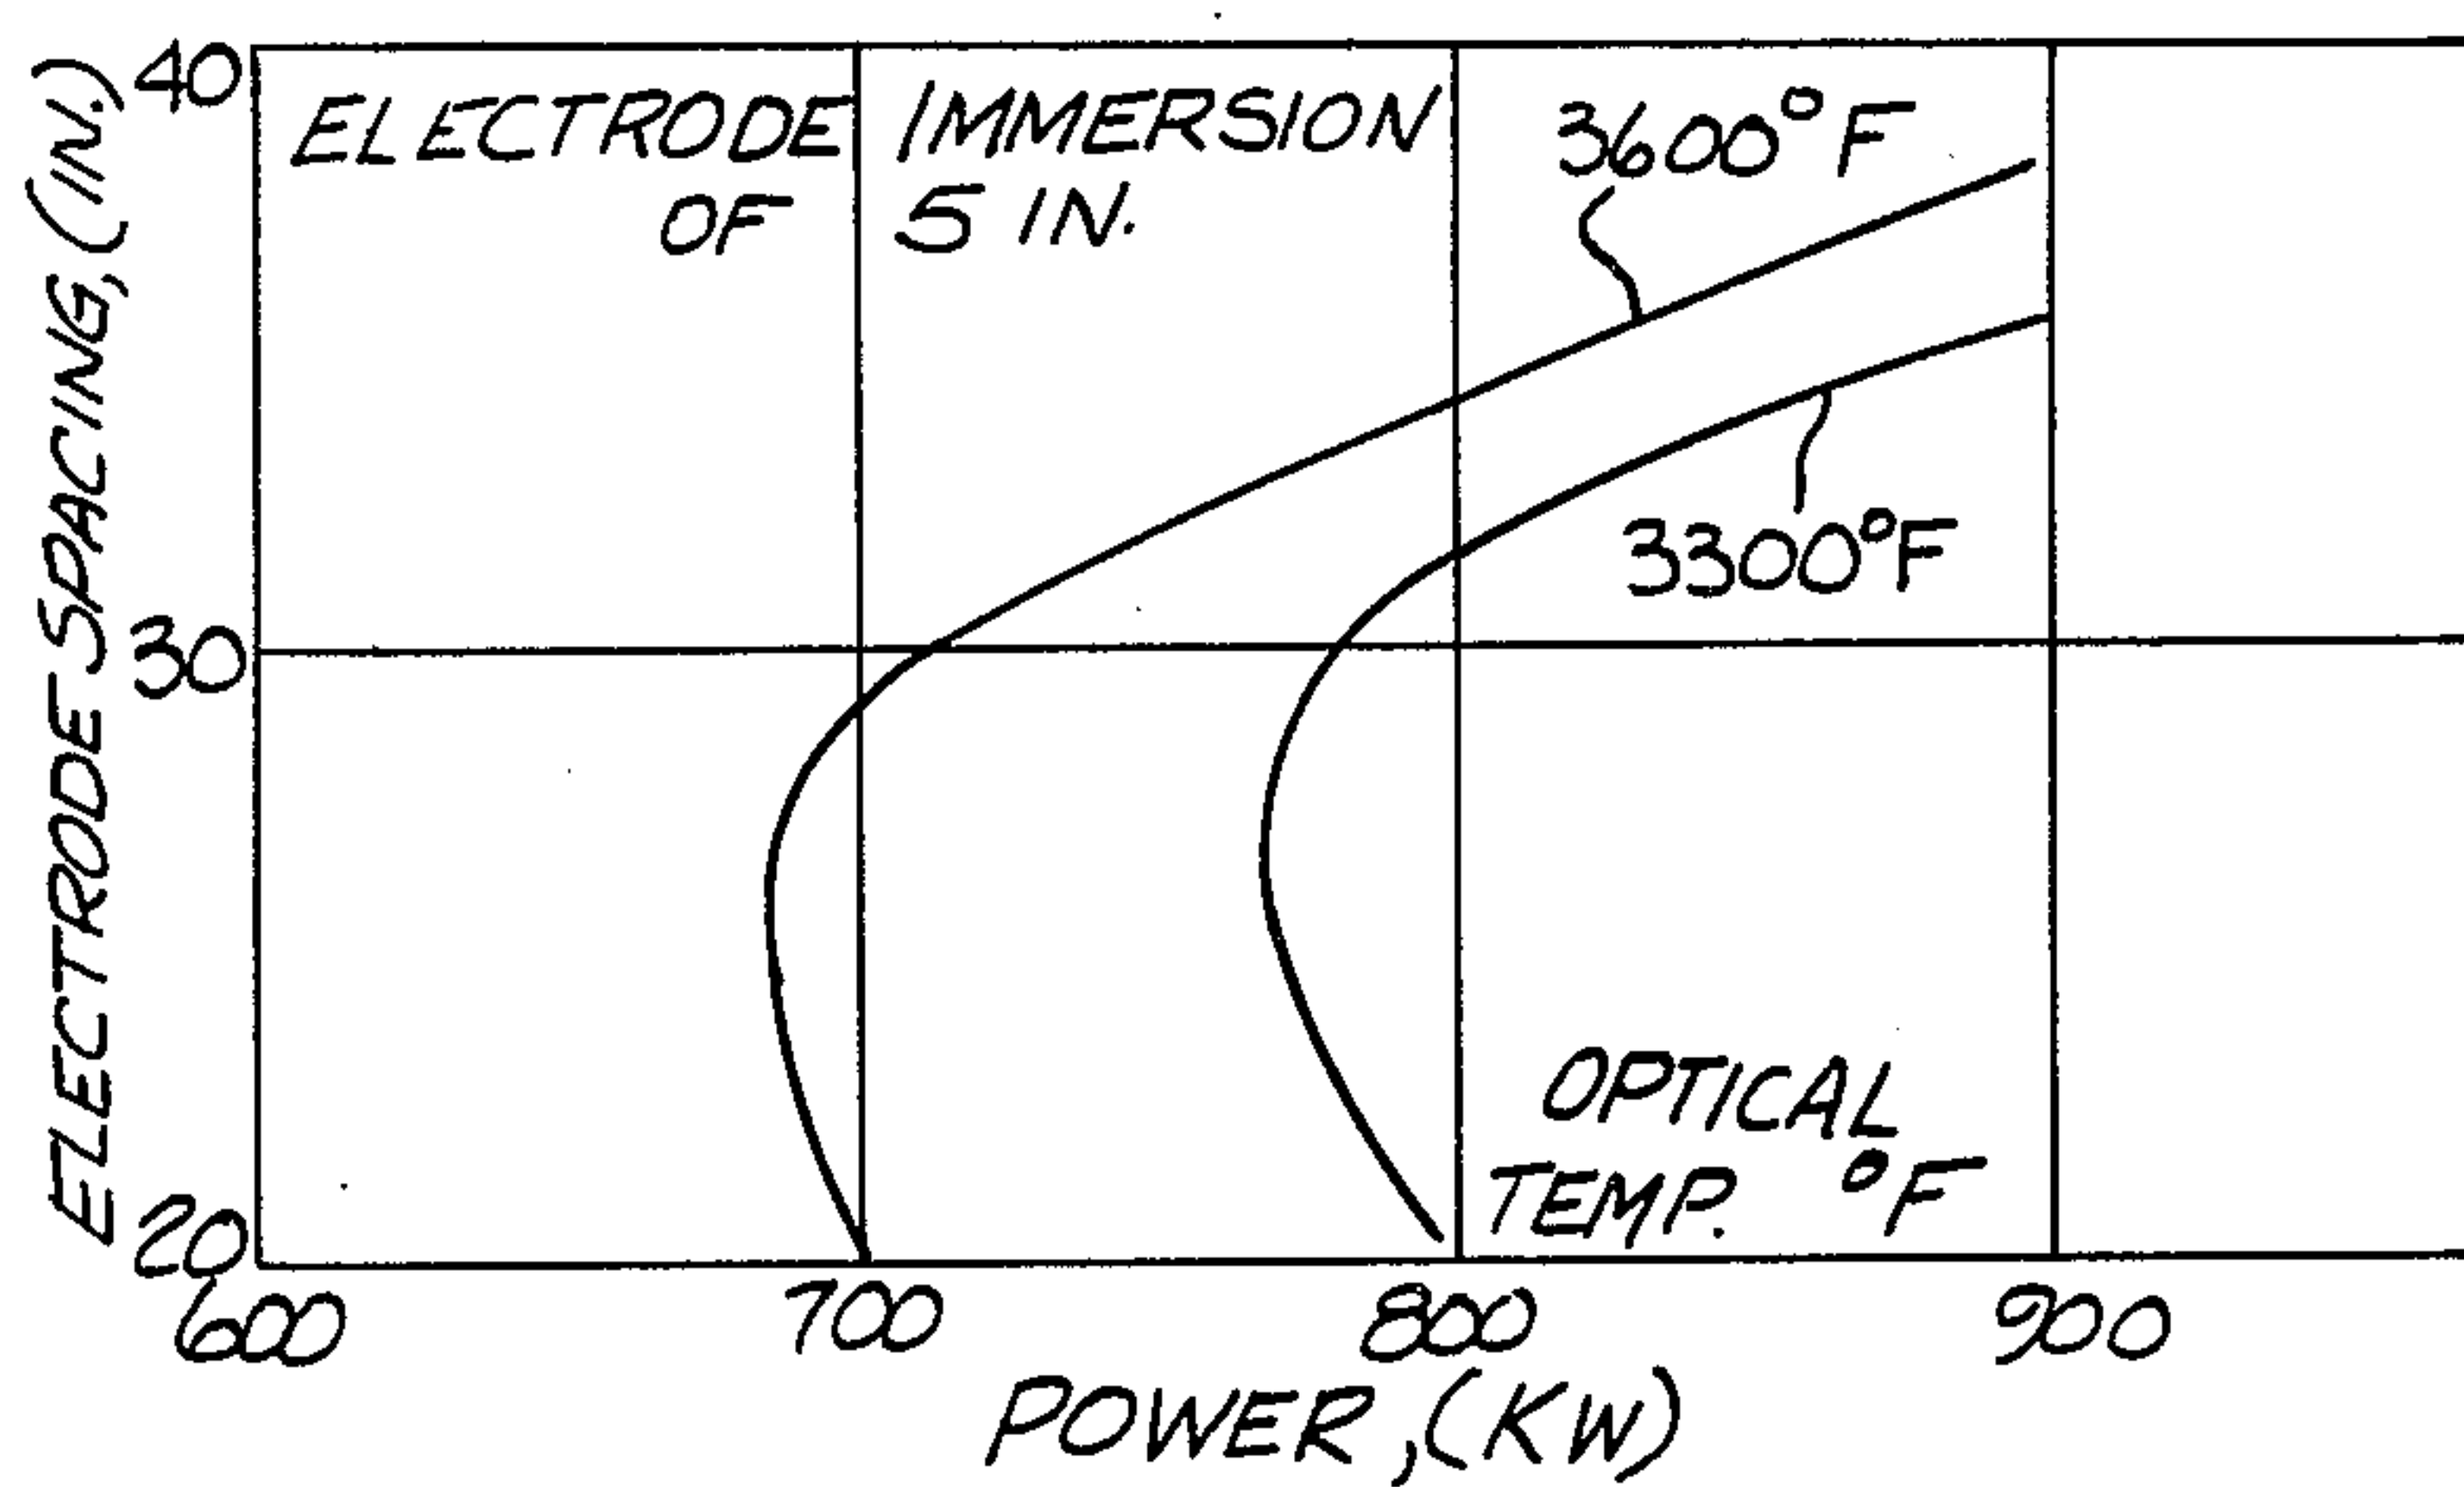 ELECTRODE SPACING, (IN.)
40
30
20
ELECTRODE IMMERSION
OF 5 IN.
3600°F
3300°F
OPTICAL
TEMP. °F
600 700 800 900
POWER, (KW)